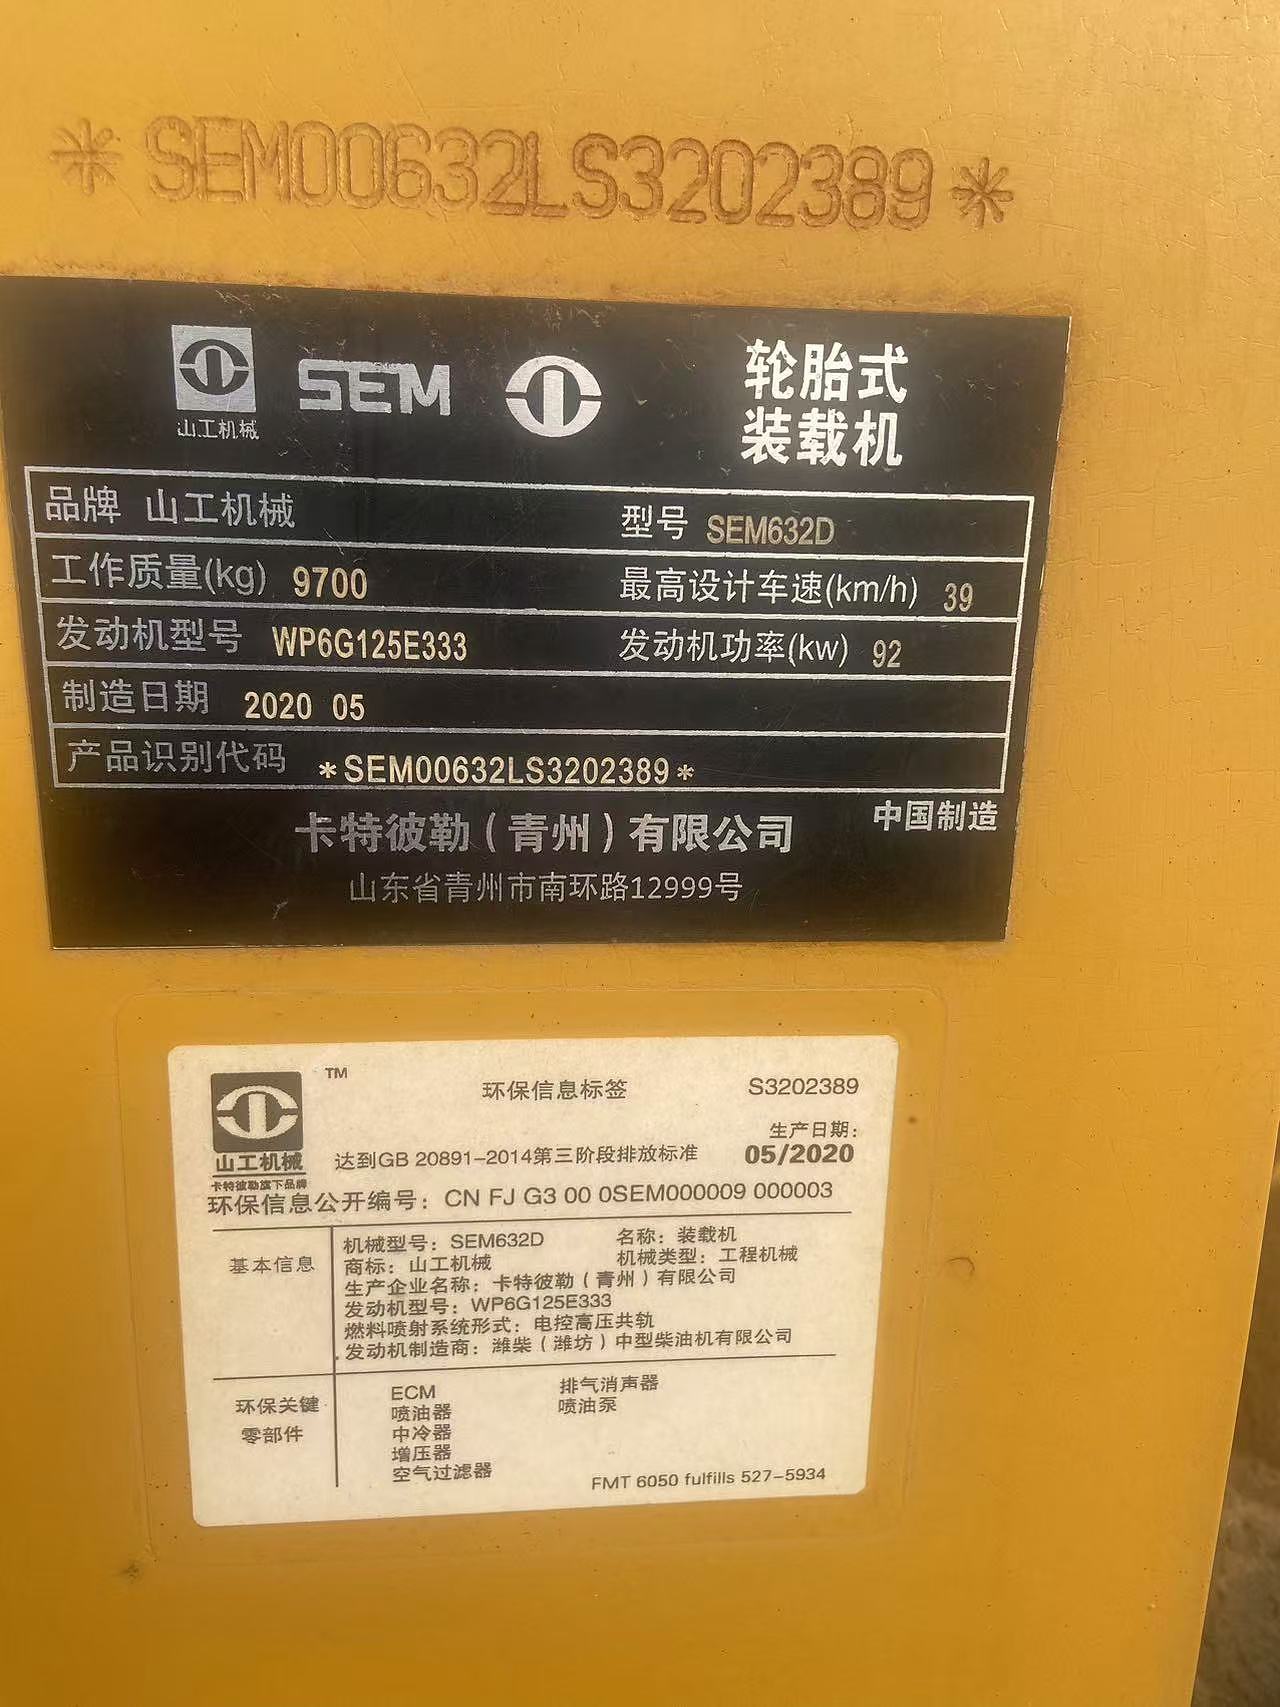 *SEM00632LS3202389*
山工机械
SEM
轮胎式
装载机
品牌 山工机械 型号 SEM632D
工作质量(kg) 9700 最高设计车速(km/h) 39
发动机型号 WP6G125E333 发动机功率(kw) 92
制造日期 2020 05
产品识别代码 *SEM00632LS3202389*
卡特彼勒（青州）有限公司 中国制造
山东省青州市南环路12999号
山工机械
卡特彼勒旗下品牌
TM
环保信息标签 S3202389
生产日期:
达到GB 20891-2014第三阶段排放标准 05/2020
环保信息公开编号: CN FJ G3 00 0SEM000009 000003
基本信息
机械型号: SEM632D 名称: 装载机
商标: 山工机械 机械类型: 工程机械
生产企业名称: 卡特彼勒（青州）有限公司
发动机型号: WP6G125E333
燃料喷射系统形式: 电控高压共轨
发动机制造商: 潍柴（潍坊）中型柴油机有限公司
环保关键
零部件
ECM 排气消声器
喷油器 喷油泵
中冷器
增压器
空气过滤器
FMT 6050 fulfills 527-5934